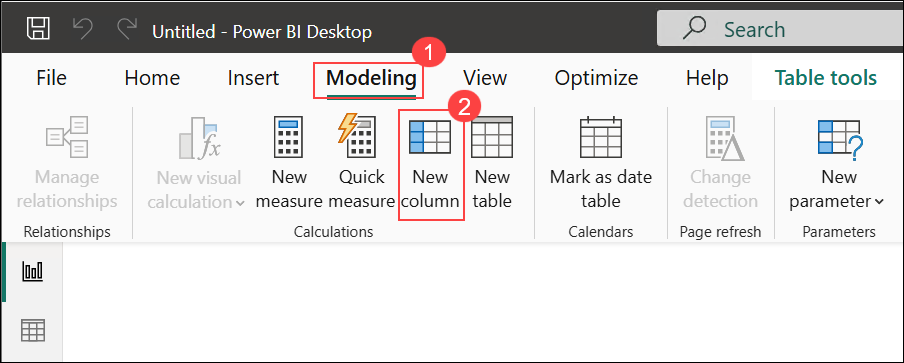 Untitled - Power BI Desktop
Search
1
File Home Insert Modeling View Optimize Help Table tools
2
Manage relationships
New visual calculation
New measure
Quick measure
New column
New table
Mark as date table
Change detection
New parameter
Relationships Calculations Calendars Page refresh Parameters